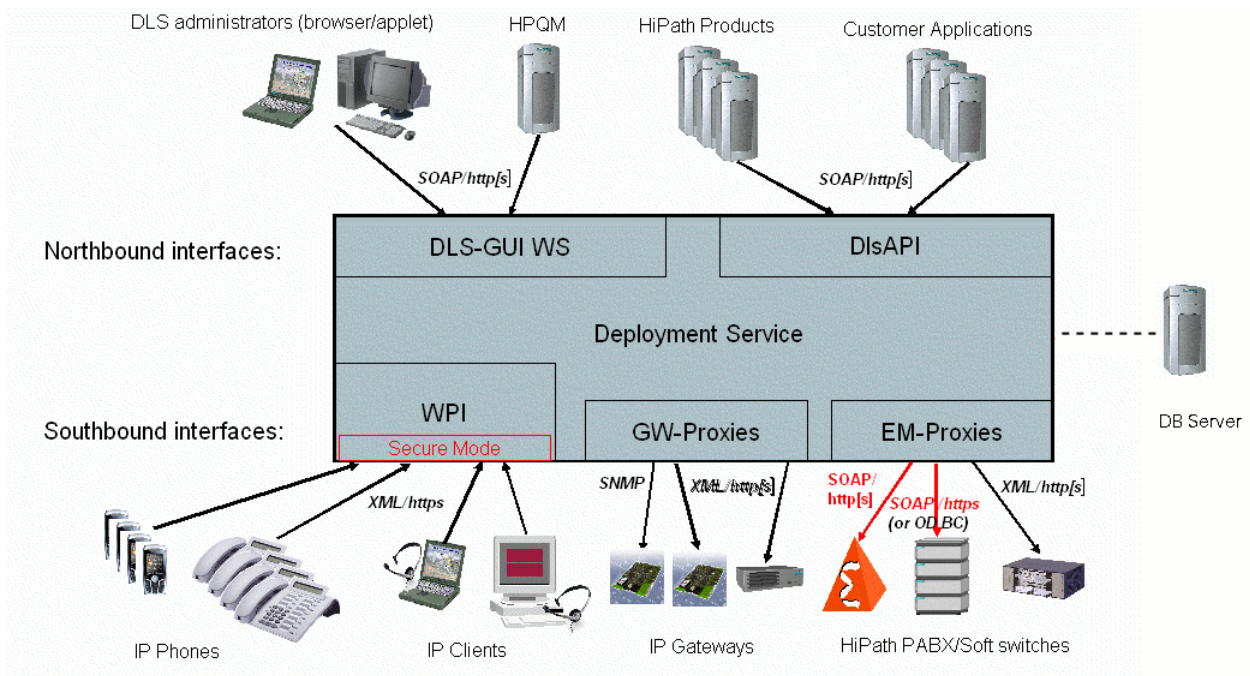 DLS administrators (browser/applet)
HPQM
HiPath Products
Customer Applications
SOAP/http[s]
SOAP/http[s]
Northbound interfaces:
DLS-GUI WS
DlsAPI
Deployment Service
DB Server
Southbound interfaces:
WPI
Secure Mode
GW-Proxies
EM-Proxies
XML/https
SNMP
XML/http[s]
SOAP/
http[s]
SOAP/https
(or ODBC)
XML/http[s]
IP Phones
IP Clients
IP Gateways
HiPath PABX/Soft switches